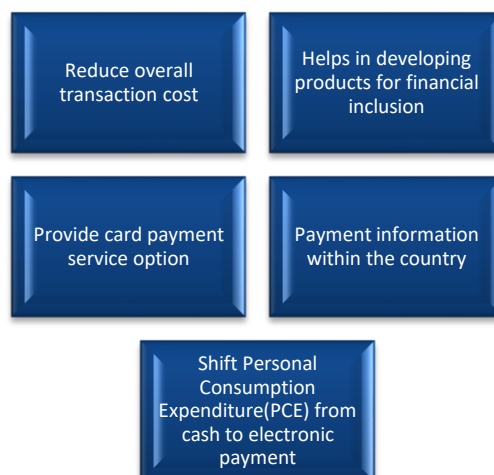 Reduce overall
transaction cost
Helps in developing
products for financial
inclusion
Provide card payment
service option
Payment information
within the country
Shift Personal
Consumption
Expenditure(PCE) from
cash to electronic
payment